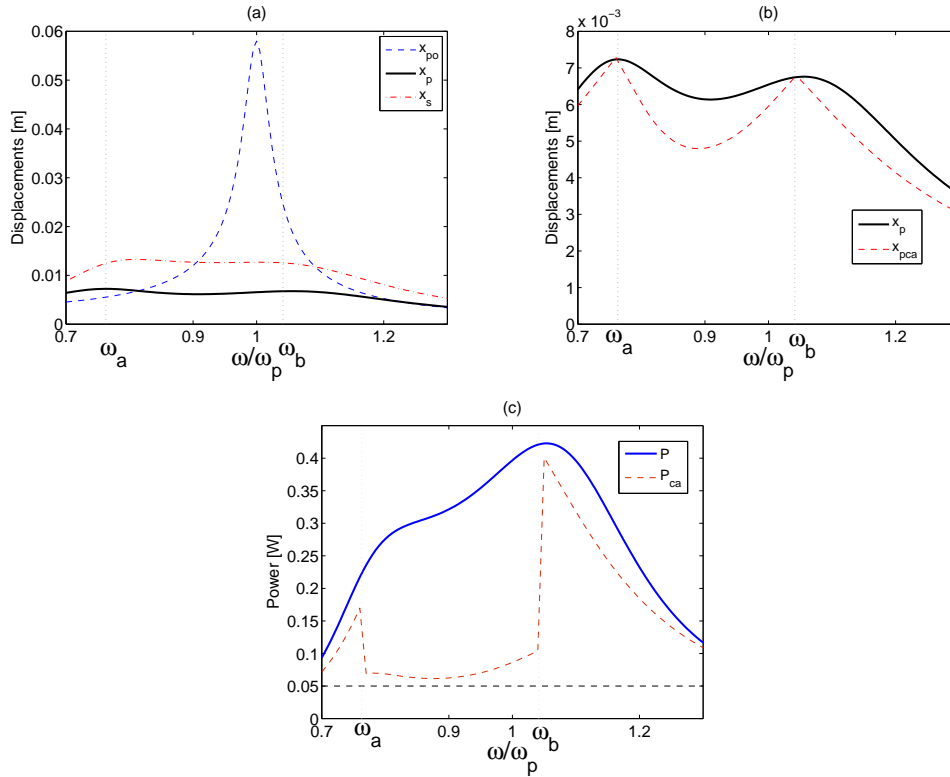 (a)
0.06
0.05
0.04
0.03
0.02
0.01
0
Displacements [m]
x_po
x_p
x_s
0.7 0.9 1 1.2
ω_a ω/ω_p ω_b
(b)
x 10^−3
8
7
6
5
4
3
2
1
0
Displacements [m]
x_p
x_pca
0.7 0.9 1 1.2
ω_a ω/ω_p ω_b
(c)
0.4
0.35
0.3
0.25
0.2
0.15
0.1
0.05
0
Power [W]
P
P_ca
0.7 0.9 1 1.2
ω_a ω/ω_p ω_b